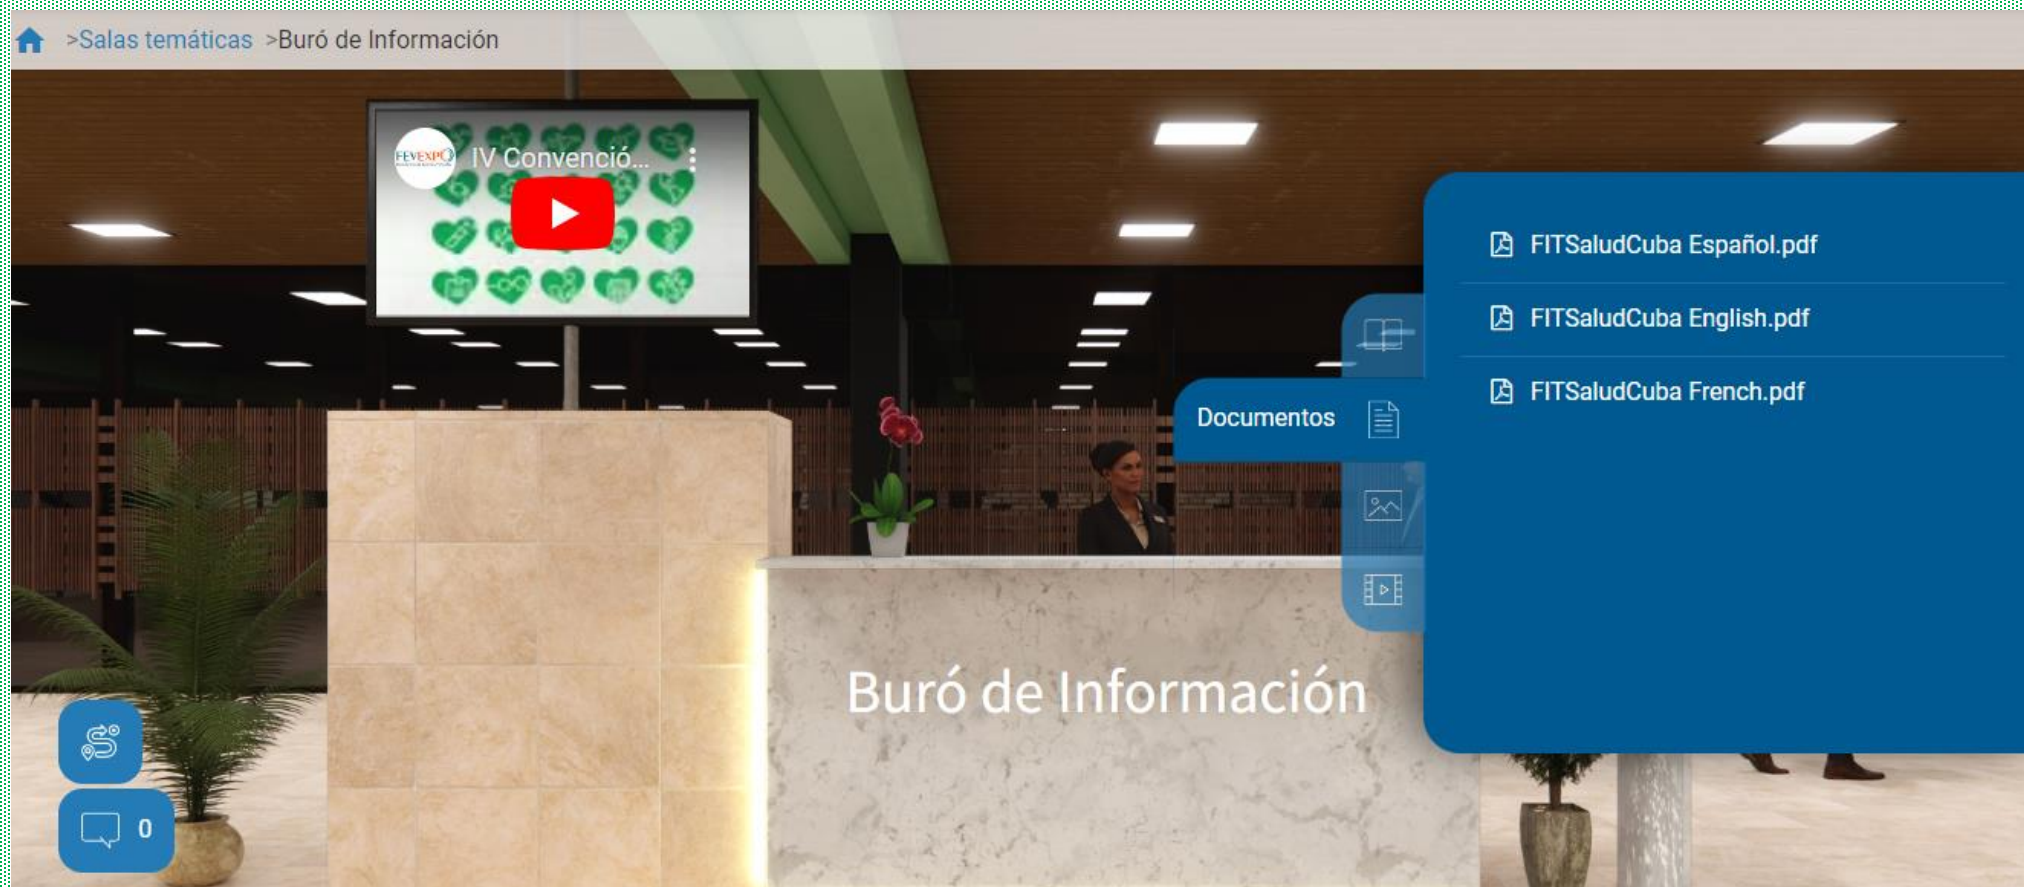 >Salas temáticas >Buró de Información
FEVEXPO
IV Convenció...
FITSaludCuba Español.pdf
FITSaludCuba English.pdf
FITSaludCuba French.pdf
Documentos
Buró de Información
0